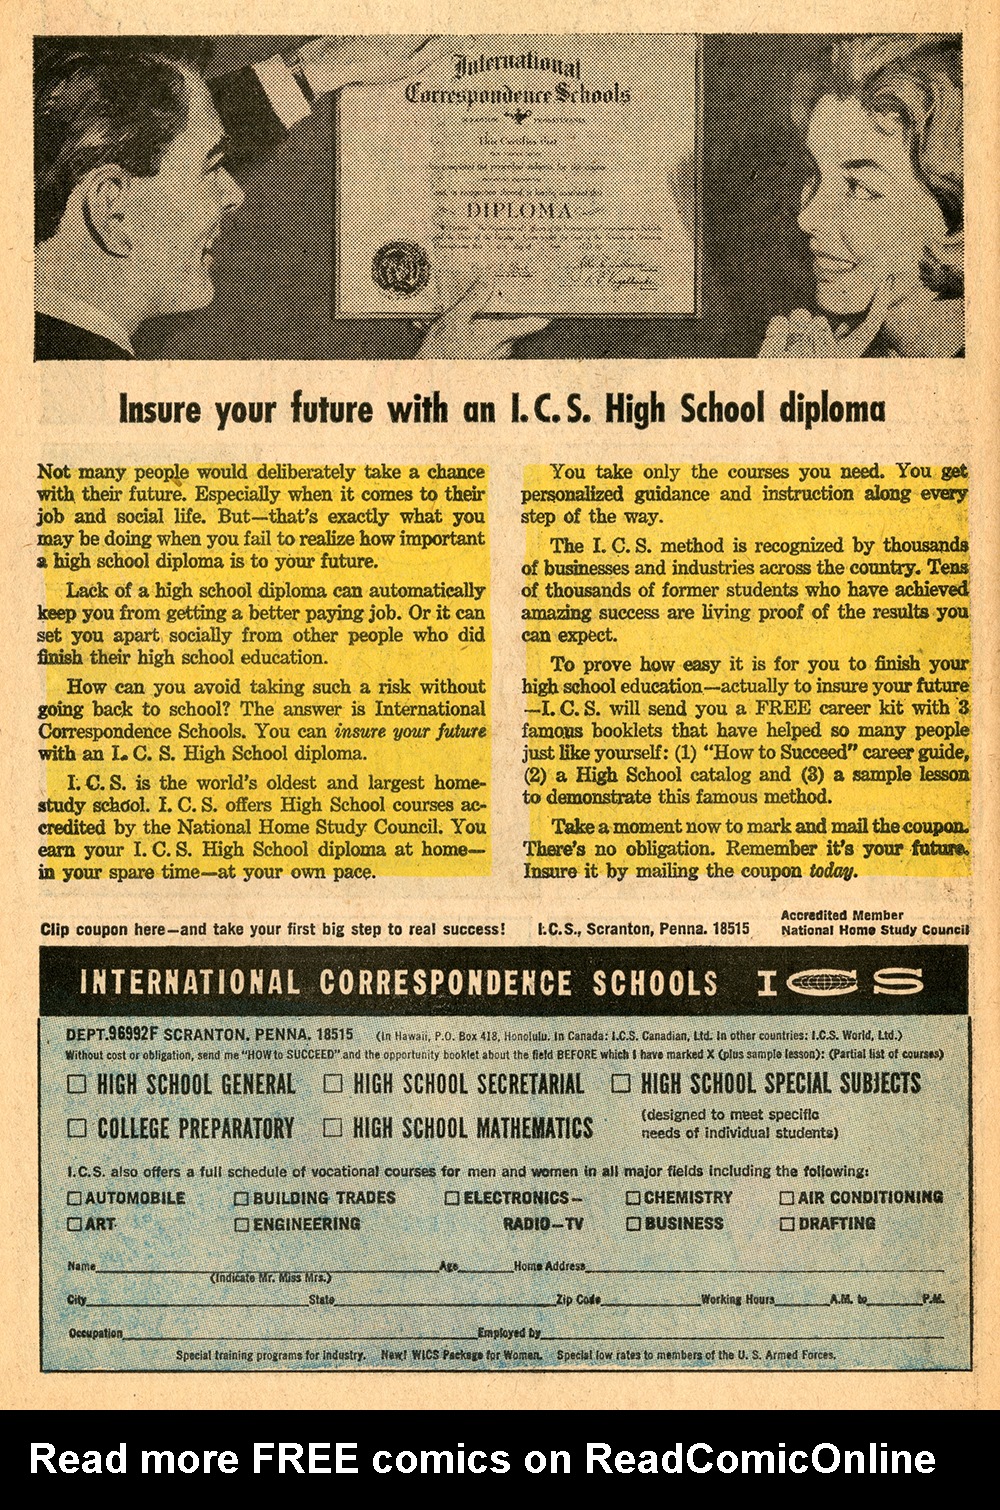 International
Correspondence Schools
SCRANTON PENNSYLVANIA
This Certifies That
DIPLOMA
Insure your future with an I.C.S. High School diploma
Not many people would deliberately take a chance
with their future. Especially when it comes to their
job and social life. But—that's exactly what you
may be doing when you fail to realize how important
a high school diploma is to your future.
Lack of a high school diploma can automatically
keep you from getting a better paying job. Or it can
set you apart socially from other people who did
finish their high school education.
How can you avoid taking such a risk without
going back to school? The answer is International
Correspondence Schools. You can insure your future
with an I. C. S. High School diploma.
I. C. S. is the world's oldest and largest home-
study school. I. C. S. offers High School courses ac-
credited by the National Home Study Council. You
earn your I. C. S. High School diploma at home—
in your spare time—at your own pace.
You take only the courses you need. You get
personalized guidance and instruction along every
step of the way.
The I. C. S. method is recognized by thousands
of businesses and industries across the country. Tens
of thousands of former students who have achieved
amazing success are living proof of the results you
can expect.
To prove how easy it is for you to finish your
high school education—actually to insure your future
—I. C. S. will send you a FREE career kit with 3
famous booklets that have helped so many people
just like yourself: (1) "How to Succeed" career guide,
(2) a High School catalog and (3) a sample lesson
to demonstrate this famous method.
Take a moment now to mark and mail the coupon.
There's no obligation. Remember it's your future.
Insure it by mailing the coupon today.
Clip coupon here—and take your first big step to real success!
I.C.S., Scranton, Penna. 18515
Accredited Member
National Home Study Council
INTERNATIONAL CORRESPONDENCE SCHOOLS ICS
DEPT.96992F SCRANTON, PENNA. 18515 (In Hawaii, P.O. Box 418, Honolulu. In Canada: I.C.S. Canadian, Ltd. In other countries: I.C.S. World, Ltd.)
Without cost or obligation, send me "HOW to SUCCEED" and the opportunity booklet about the field BEFORE which I have marked X (plus sample lesson): (Partial list of courses)
HIGH SCHOOL GENERAL HIGH SCHOOL SECRETARIAL HIGH SCHOOL SPECIAL SUBJECTS
COLLEGE PREPARATORY HIGH SCHOOL MATHEMATICS
(designed to meet specific
needs of individual students)
I.C.S. also offers a full schedule of vocational courses for men and women in all major fields including the following:
AUTOMOBILE BUILDING TRADES ELECTRONICS— CHEMISTRY AIR CONDITIONING
ART ENGINEERING RADIO—TV BUSINESS DRAFTING
Name Age Home Address
(Indicate Mr. Miss Mrs.)
City State Zip Code Working Hours A.M. to P.M.
Occupation Employed by
Special training programs for industry. New! WICS Package for Women. Special low rates to members of the U. S. Armed Forces.
Read more FREE comics on ReadComicOnline